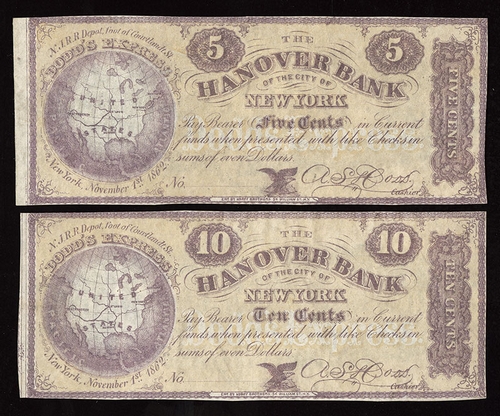 N.J.R.R Depot, foot of Courtlandt St.
DODD'S EXPRESS.
UNITED
STATES
New York, November 1st 1862.
No.
5
THE
5
HANOVER BANK
OF THE CITY OF
NEW YORK
Pay Bearer Five Cents in Current
funds when presented with like Checks in
sums of even Dollars.
Cashier.
FIVE CENTS
N.J.R.R Depot, foot of Courtlandt St.
DODD'S EXPRESS.
UNITED
STATES
New York, November 1st 1862.
No.
10
THE
10
HANOVER BANK
OF THE CITY OF
NEW YORK
Pay Bearer Ten Cents in Current
funds when presented with like Checks in
sums of even Dollars.
Cashier.
TEN CENTS